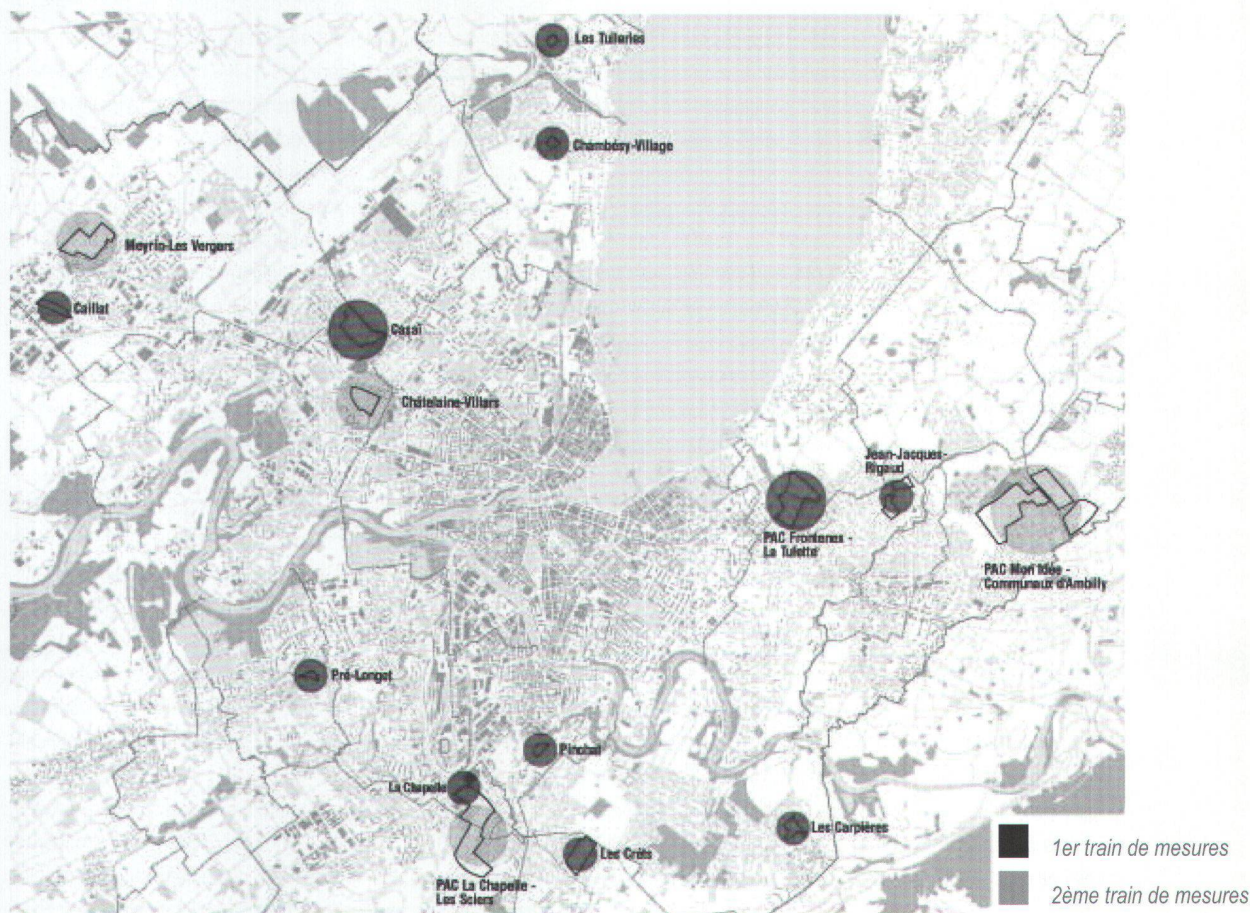 Les Tuileries
Chambésy-Village
Meyrin-Les Vergers
Caillat
Casaï
Châtelaine-Villars
Jean-Jacques-
Rigaud
PAC Frontenex -
La Tulette
PAC Mon Idée -
Communaux d'Ambilly
Pré-Longet
Pinchat
La Chapelle
Les Carpières
Les Crêts
PAC La Chapelle -
Les Sciers
1er train de mesures
2ème train de mesures